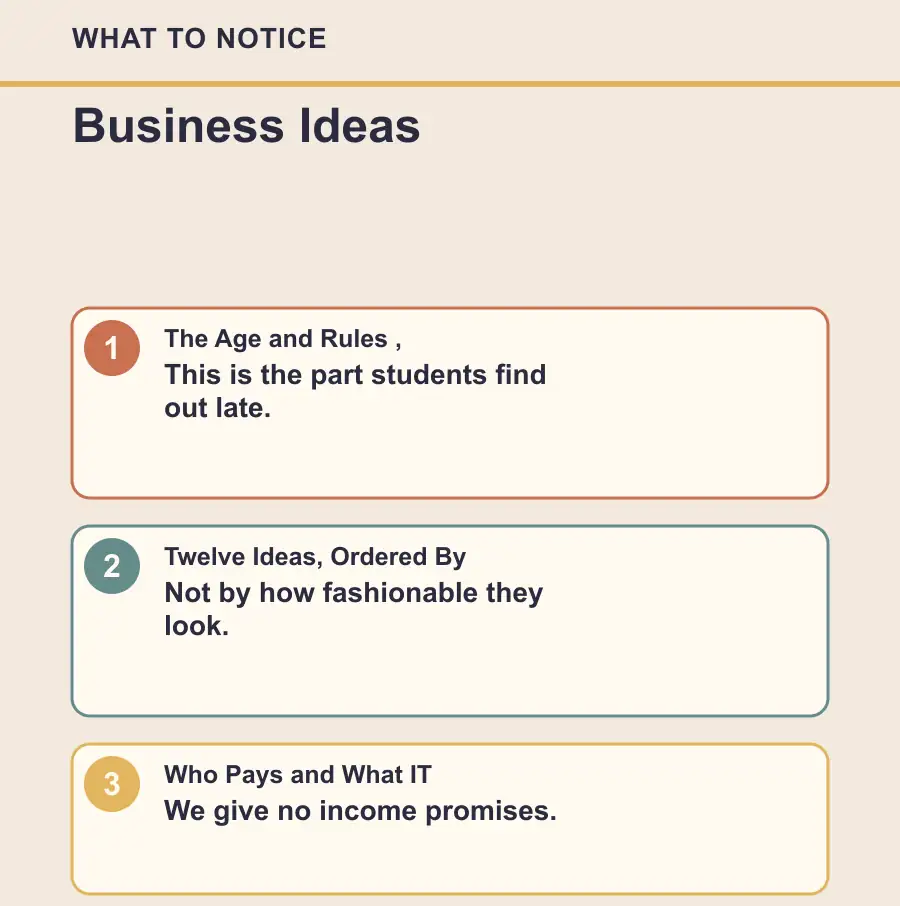 WHAT TO NOTICE
Business Ideas
1
The Age and Rules ,
This is the part students find
out late.
2
Twelve Ideas, Ordered By
Not by how fashionable they
look.
3
Who Pays and What IT
We give no income promises.